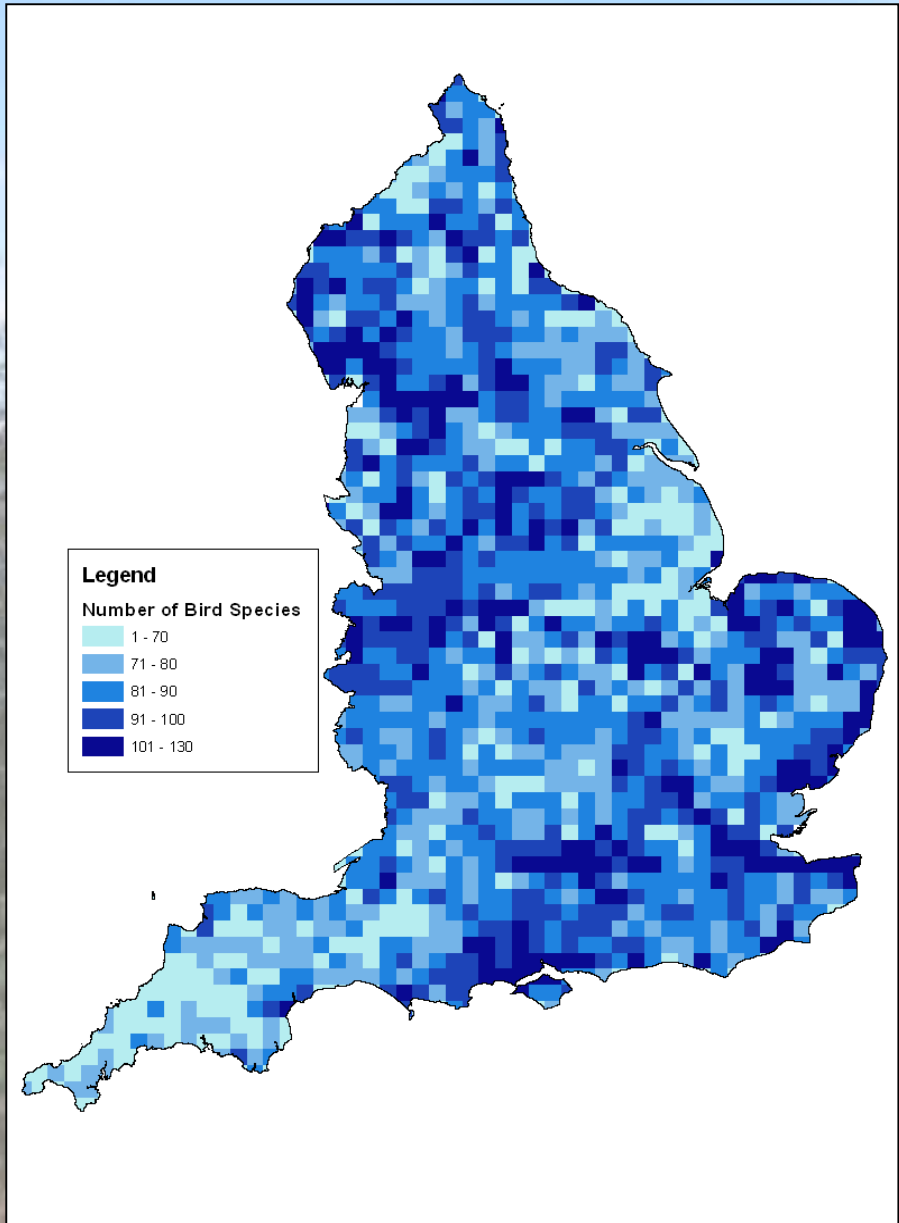 Legend
Number of Bird Species
1 - 70
71 - 80
81 - 90
91 - 100
101 - 130